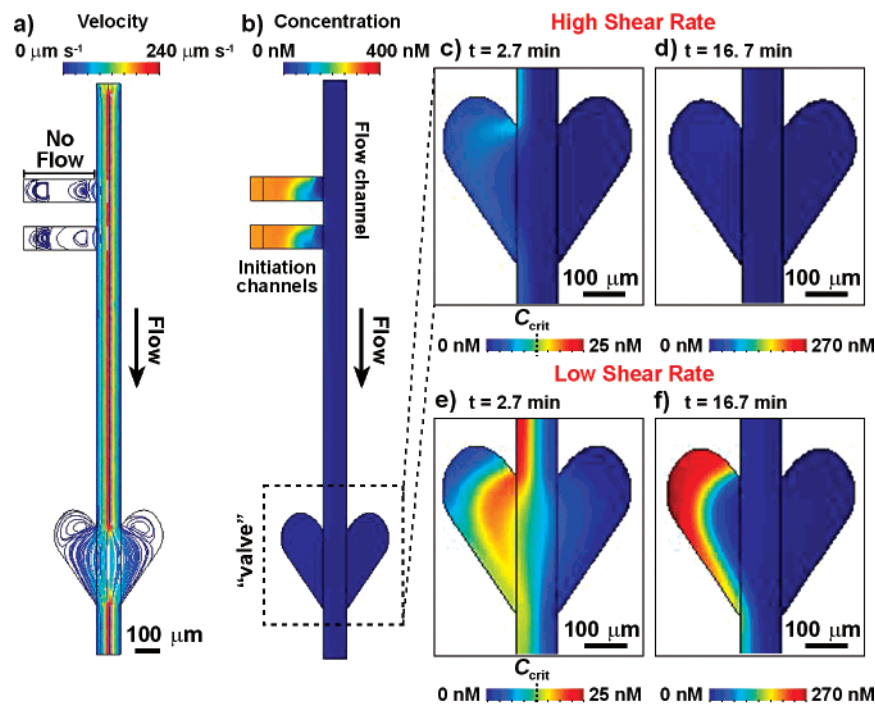 a) Velocity
0 μm s-1 240 μm s-1
No
Flow
Flow
100 μm
b) Concentration
0 nM 400 nM
Flow channel
Initiation
channels
Flow
"valve"
High Shear Rate
c) t = 2.7 min
100 μm
d) t = 16. 7 min
100 μm
Ccrit
0 nM 25 nM
0 nM 270 nM
Low Shear Rate
e) t = 2.7 min
100 μm
f) t = 16.7 min
100 μm
Ccrit
0 nM 25 nM
0 nM 270 nM